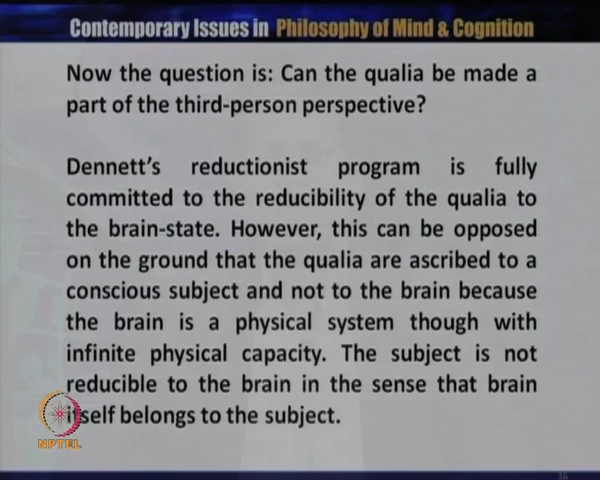 Contemporary Issues in Philosophy of Mind & Cognition
Now the question is: Can the qualia be made a
part of the third-person perspective?
Dennett's reductionist program is fully
committed to the reducibility of the qualia to
the brain-state. However, this can be opposed
on the ground that the qualia are ascribed to a
conscious subject and not to the brain because
the brain is a physical system though with
infinite physical capacity. The subject is not
reducible to the brain in the sense that brain
itself belongs to the subject.
NPTEL
36